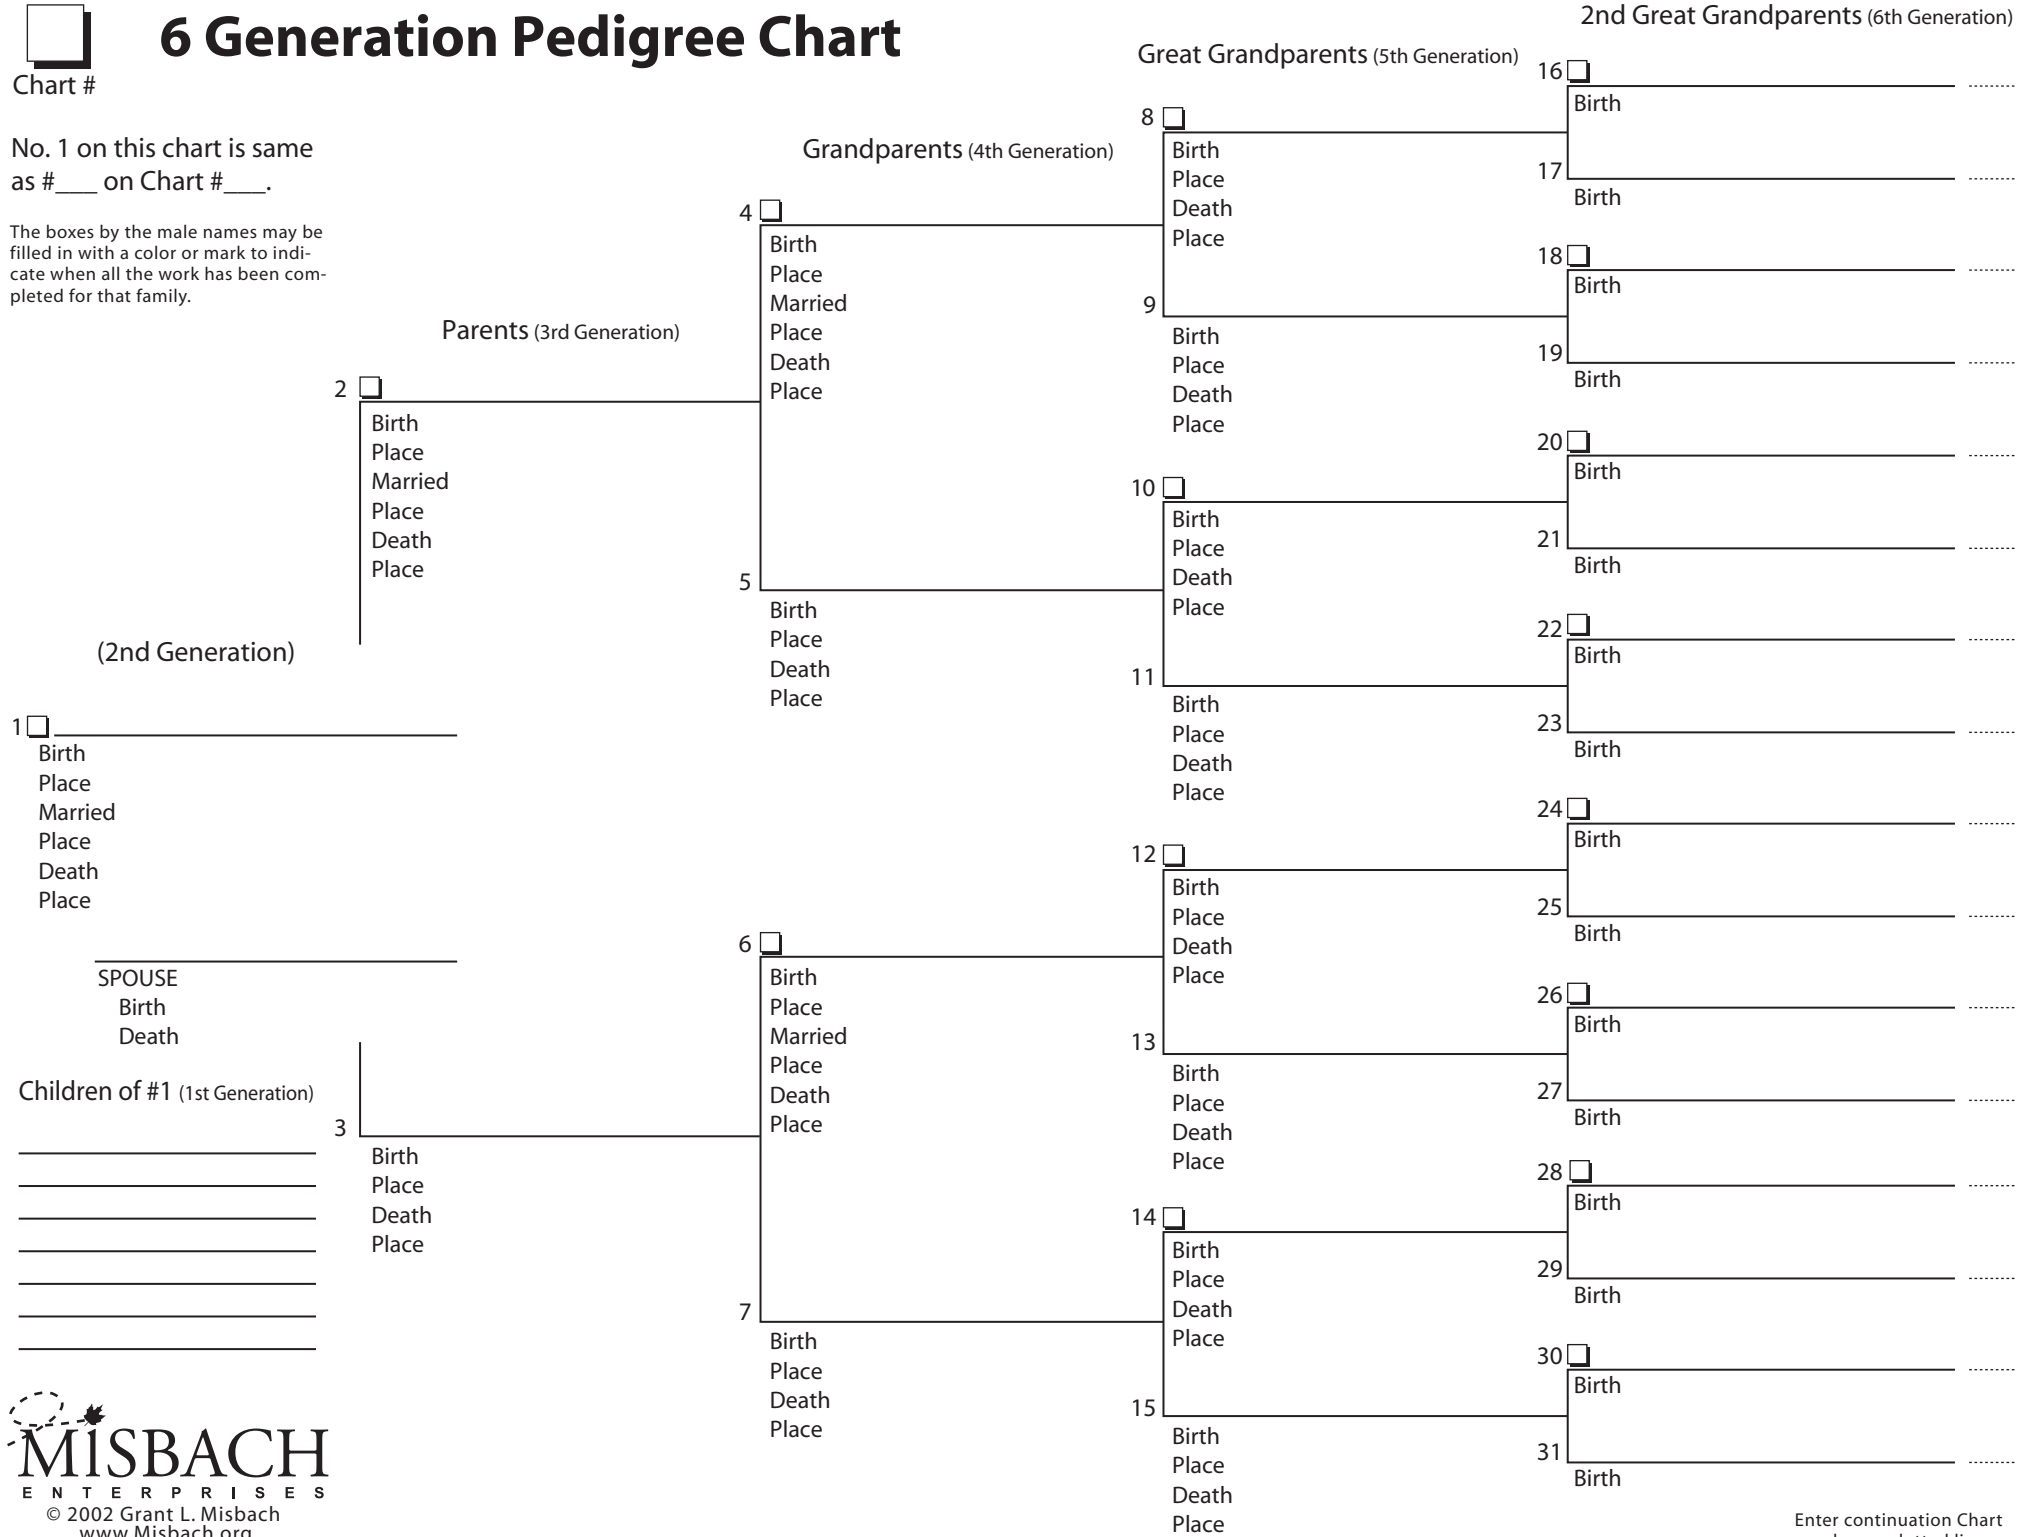 6 Generation Pedigree Chart
Chart #
No. 1 on this chart is same
as #___ on Chart #___.
The boxes by the male names may be
filled in with a color or mark to indi-
cate when all the work has been com-
pleted for that family.
(2nd Generation)
1
Birth
Place
Married
Place
Death
Place
SPOUSE
Birth
Death
Children of #1 (1st Generation)
Parents (3rd Generation)
2
Birth
Place
Married
Place
Death
Place
3
Birth
Place
Death
Place
Grandparents (4th Generation)
4
Birth
Place
Married
Place
Death
Place
5
Birth
Place
Death
Place
6
Birth
Place
Married
Place
Death
Place
7
Birth
Place
Death
Place
Great Grandparents (5th Generation)
8
Birth
Place
Death
Place
9
Birth
Place
Death
Place
10
Birth
Place
Death
Place
11
Birth
Place
Death
Place
12
Birth
Place
Death
Place
13
Birth
Place
Death
Place
14
Birth
Place
Death
Place
15
Birth
Place
Death
Place
2nd Great Grandparents (6th Generation)
16
Birth
17
Birth
18
Birth
19
Birth
20
Birth
21
Birth
22
Birth
23
Birth
24
Birth
25
Birth
26
Birth
27
Birth
28
Birth
29
Birth
30
Birth
31
Birth
MISBACH
ENTERPRISES
© 2002 Grant L. Misbach
www.Misbach.org
Enter continuation Chart